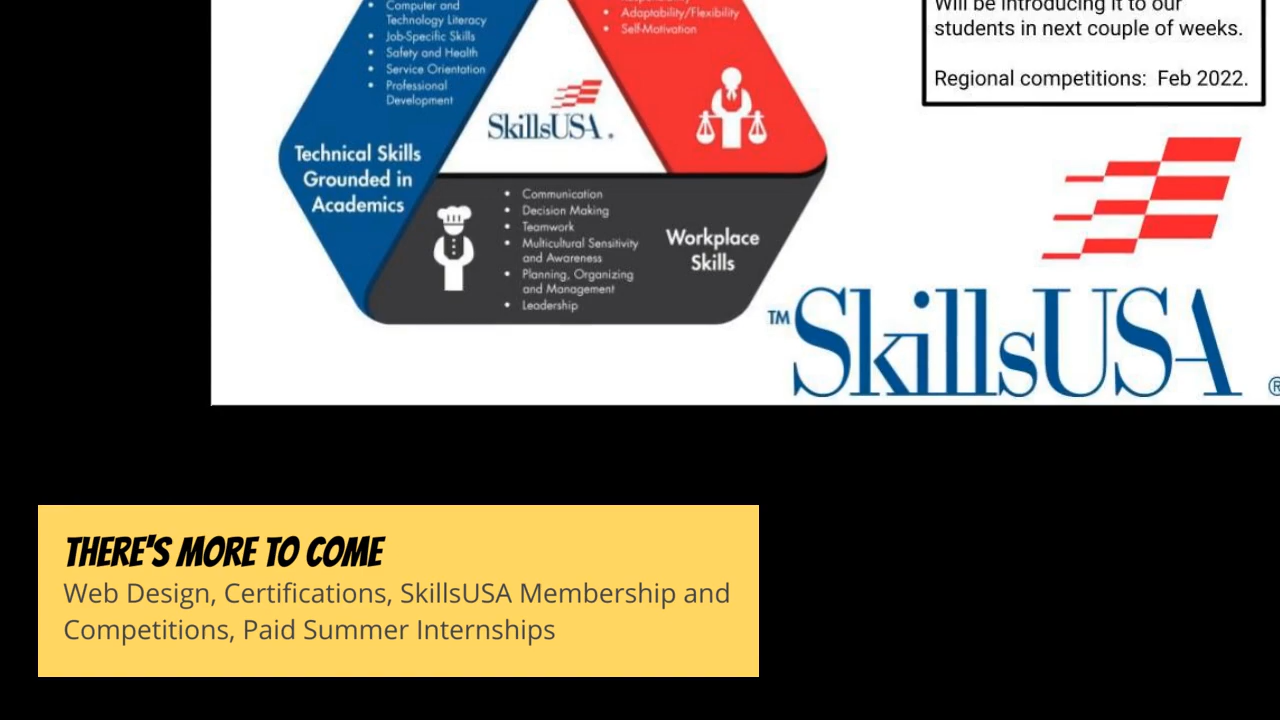 Computer and
Technology Literacy
Job-Specific Skills
Safety and Health
Service Orientation
Professional
Development
Technical Skills
Grounded in
Academics
Adaptability/Flexibility
Self-Motivation
SkillsUSA®
Communication
Decision Making
Teamwork
Multicultural Sensitivity
and Awareness
Planning, Organizing
and Management
Leadership
Workplace
Skills
Will be introducing it to our
students in next couple of weeks.
Regional competitions: Feb 2022.
™SkillsUSA®
THERE'S MORE TO COME
Web Design, Certifications, SkillsUSA Membership and
Competitions, Paid Summer Internships